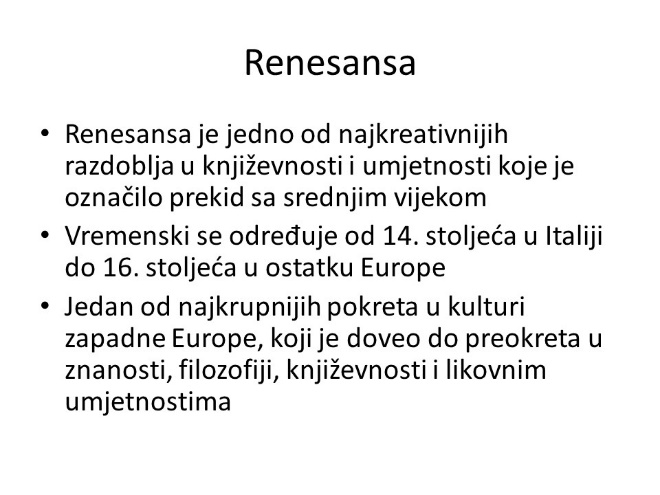 Renesansa
• Renesansa je jedno od najkreativnijih
razdoblja u književnosti i umjetnosti koje je
označilo prekid sa srednjim vijekom
• Vremenski se određuje od 14. stoljeća u Italiji
do 16. stoljeća u ostatku Europe
• Jedan od najkrupnijih pokreta u kulturi
zapadne Europe, koji je doveo do preokreta u
znanosti, filozofiji, književnosti i likovnim
umjetnostima